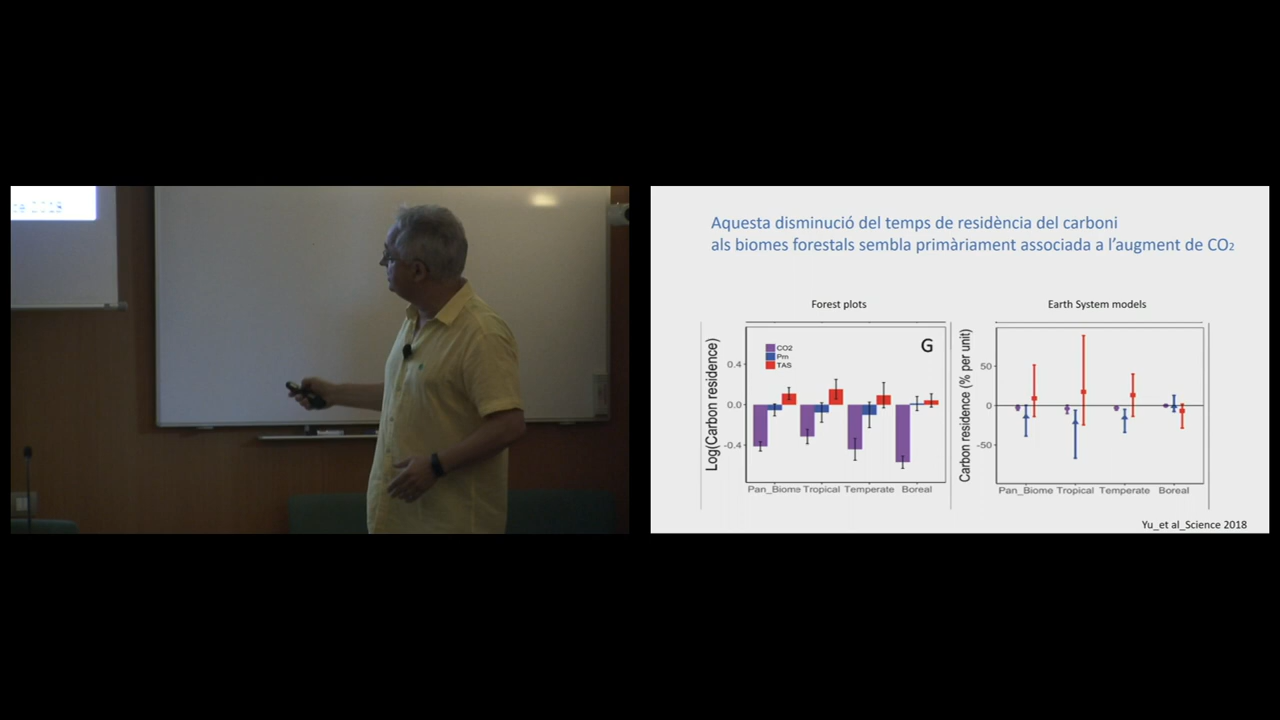 Aquesta disminució del temps de residència del carboni
als biomes forestals sembla primàriament associada a l'augment de CO2
Forest plots
Earth System models
Log(Carbon residence)
0.4
0.0
-0.4
CO2
Prn
TAS
G
Pan_Biome Tropical Temperate Boreal
Carbon residence (% per unit)
50
0
-50
Pan_Biome Tropical Temperate Boreal
Yu_et al_Science 2018